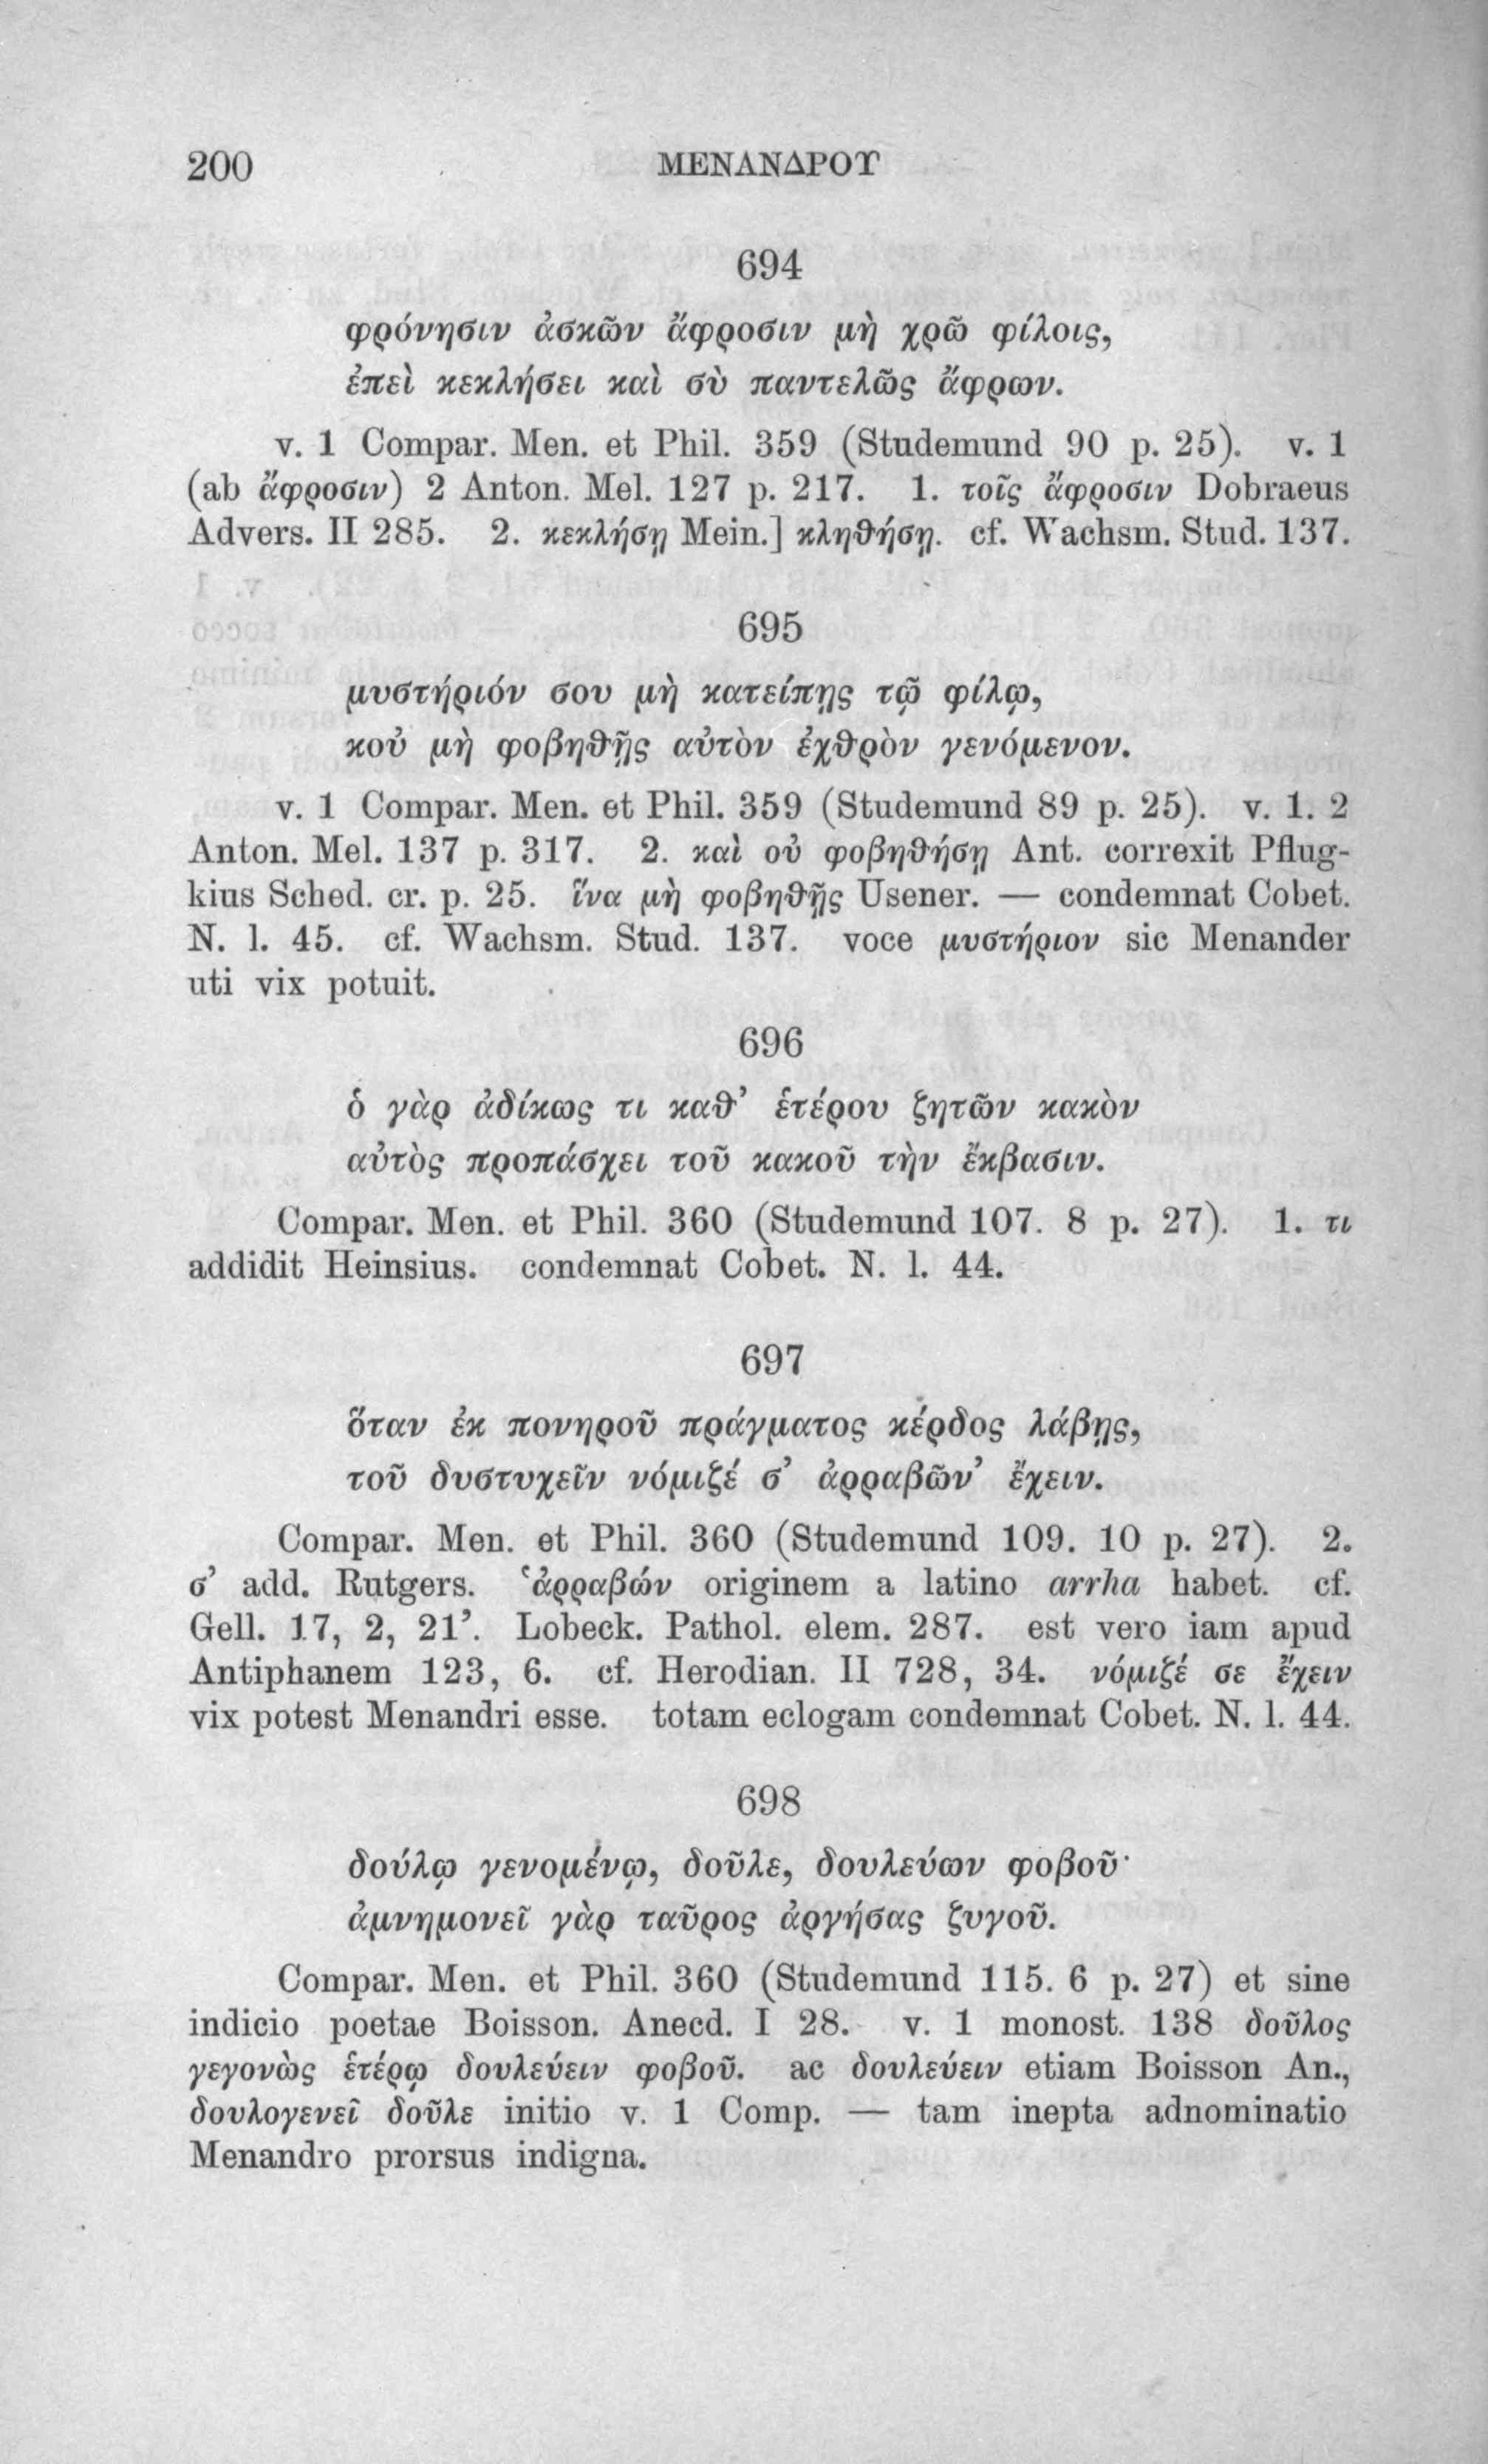 200
ΜΕΝΑΝΔΡΟΥ
694
φρόνησιν ἀσκῶν ἄφροσιν μὴ χρῶ φίλοις,
ἐπεὶ κεκλήσει καὶ σὺ παντελῶς ἄφρων.
v. 1 Compar. Men. et Phil. 359 (Studemund 90 p. 25). v. 1
(ab ἄφροσιν) 2 Anton. Mel. 127 p. 217. 1. τοῖς ἄφροσιν Dobraeus
Advers. II 285. 2. κεκλήσῃ Mein.] κληθήσῃ. cf. Wachsm. Stud. 137.
695
μυστήριόν σου μὴ κατείπῃς τῷ φίλῳ,
κοὐ μὴ φοβηθῇς αὐτὸν ἐχθρὸν γενόμενον.
v. 1 Compar. Men. et Phil. 359 (Studemund 89 p. 25). v. 1. 2
Anton. Mel. 137 p. 317. 2. καὶ οὐ φοβηθήσῃ Ant. correxit Pflug-
kius Sched. cr. p. 25. ἵνα μὴ φοβηθῇς Usener. — condemnat Cobet.
N. l. 45. cf. Wachsm. Stud. 137. voce μυστήριον sic Menander
uti vix potuit.
696
ὁ γὰρ ἀδίκως τι καθ’ ἑτέρου ζητῶν κακὸν
αὐτὸς προπάσχει τοῦ κακοῦ τὴν ἔκβασιν.
Compar. Men. et Phil. 360 (Studemund 107. 8 p. 27). 1. τι
addidit Heinsius. condemnat Cobet. N. l. 44.
697
ὅταν ἐκ πονηροῦ πράγματος κέρδος λάβῃς,
τοῦ δυστυχεῖν νόμιζέ σ’ ἀρραβῶν’ ἔχειν.
Compar. Men. et Phil. 360 (Studemund 109. 10 p. 27). 2.
σ’ add. Rutgers. ‘ἀρραβών originem a latino arrha habet. cf.
Gell. 17, 2, 21’. Lobeck. Pathol. elem. 287. est vero iam apud
Antiphanem 123, 6. cf. Herodian. II 728, 34. νόμιζέ σε ἔχειν
vix potest Menandri esse. totam eclogam condemnat Cobet. N. l. 44.
698
δούλῳ γενομένῳ, δοῦλε, δουλεύων φοβοῦ·
ἀμνημονεῖ γὰρ ταῦρος ἀργήσας ζυγοῦ.
Compar. Men. et Phil. 360 (Studemund 115. 6 p. 27) et sine
indicio poetae Boisson. Anecd. I 28. v. 1 monost. 138 δοῦλος
γεγονὼς ἑτέρῳ δουλεύειν φοβοῦ. ac δουλεύειν etiam Boisson An.,
δουλογενεῖ δοῦλε initio v. 1 Comp. — tam inepta adnominatio
Menandro prorsus indigna.